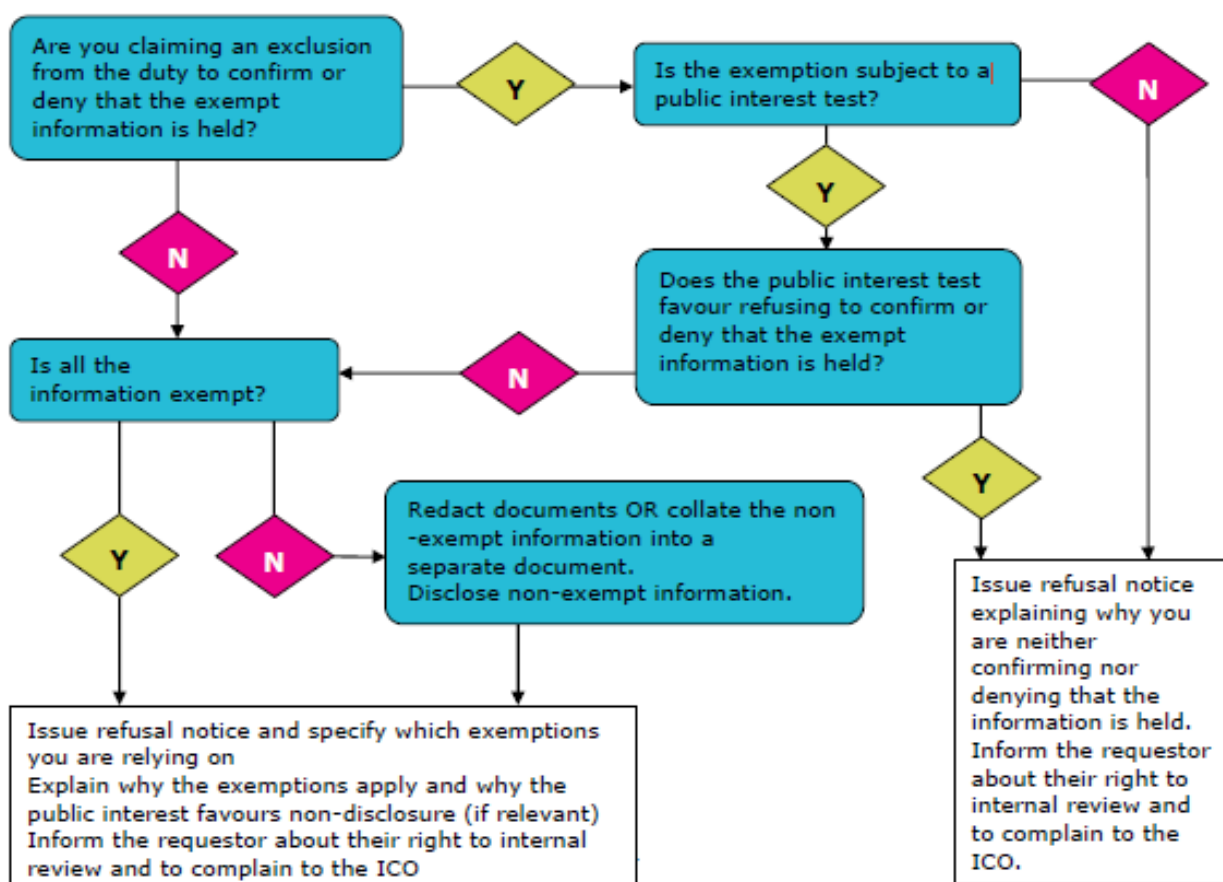 Are you claiming an exclusion
from the duty to confirm or
deny that the exempt
information is held?
Y
Is the exemption subject to a
public interest test?
N
Y
N
Does the public interest test
favour refusing to confirm or
deny that the exempt
information is held?
N
Is all the
information exempt?
Y
Y
N
Redact documents OR collate the non
-exempt information into a
separate document.
Disclose non-exempt information.
Issue refusal notice
explaining why you
are neither
confirming nor
denying that the
information is held.
Inform the requestor
about their right to
internal review and
to complain to the
ICO.
Issue refusal notice and specify which exemptions
you are relying on
Explain why the exemptions apply and why the
public interest favours non-disclosure (if relevant)
Inform the requestor about their right to internal
review and to complain to the ICO